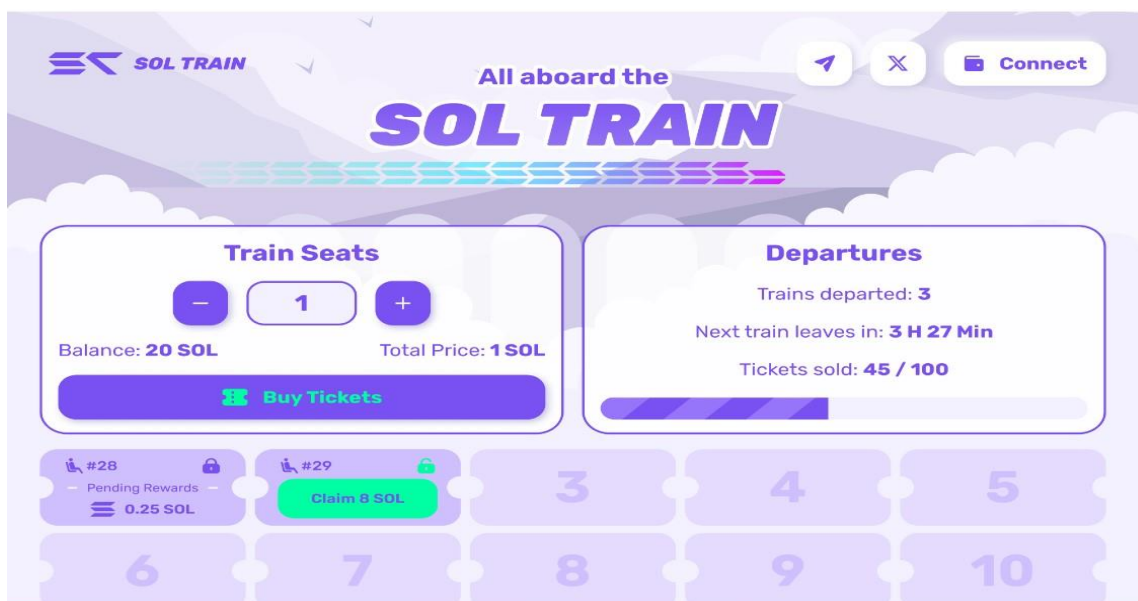 SOL TRAIN
Connect
All aboard the
SOL TRAIN
Train Seats
− 1 +
Balance: 20 SOL Total Price: 1 SOL
Buy Tickets
Departures
Trains departed: 3
Next train leaves in: 3 H 27 Min
Tickets sold: 45 / 100
#28
Pending Rewards
0.25 SOL
#29
Claim 8 SOL
3
4
5
6
7
8
9
10